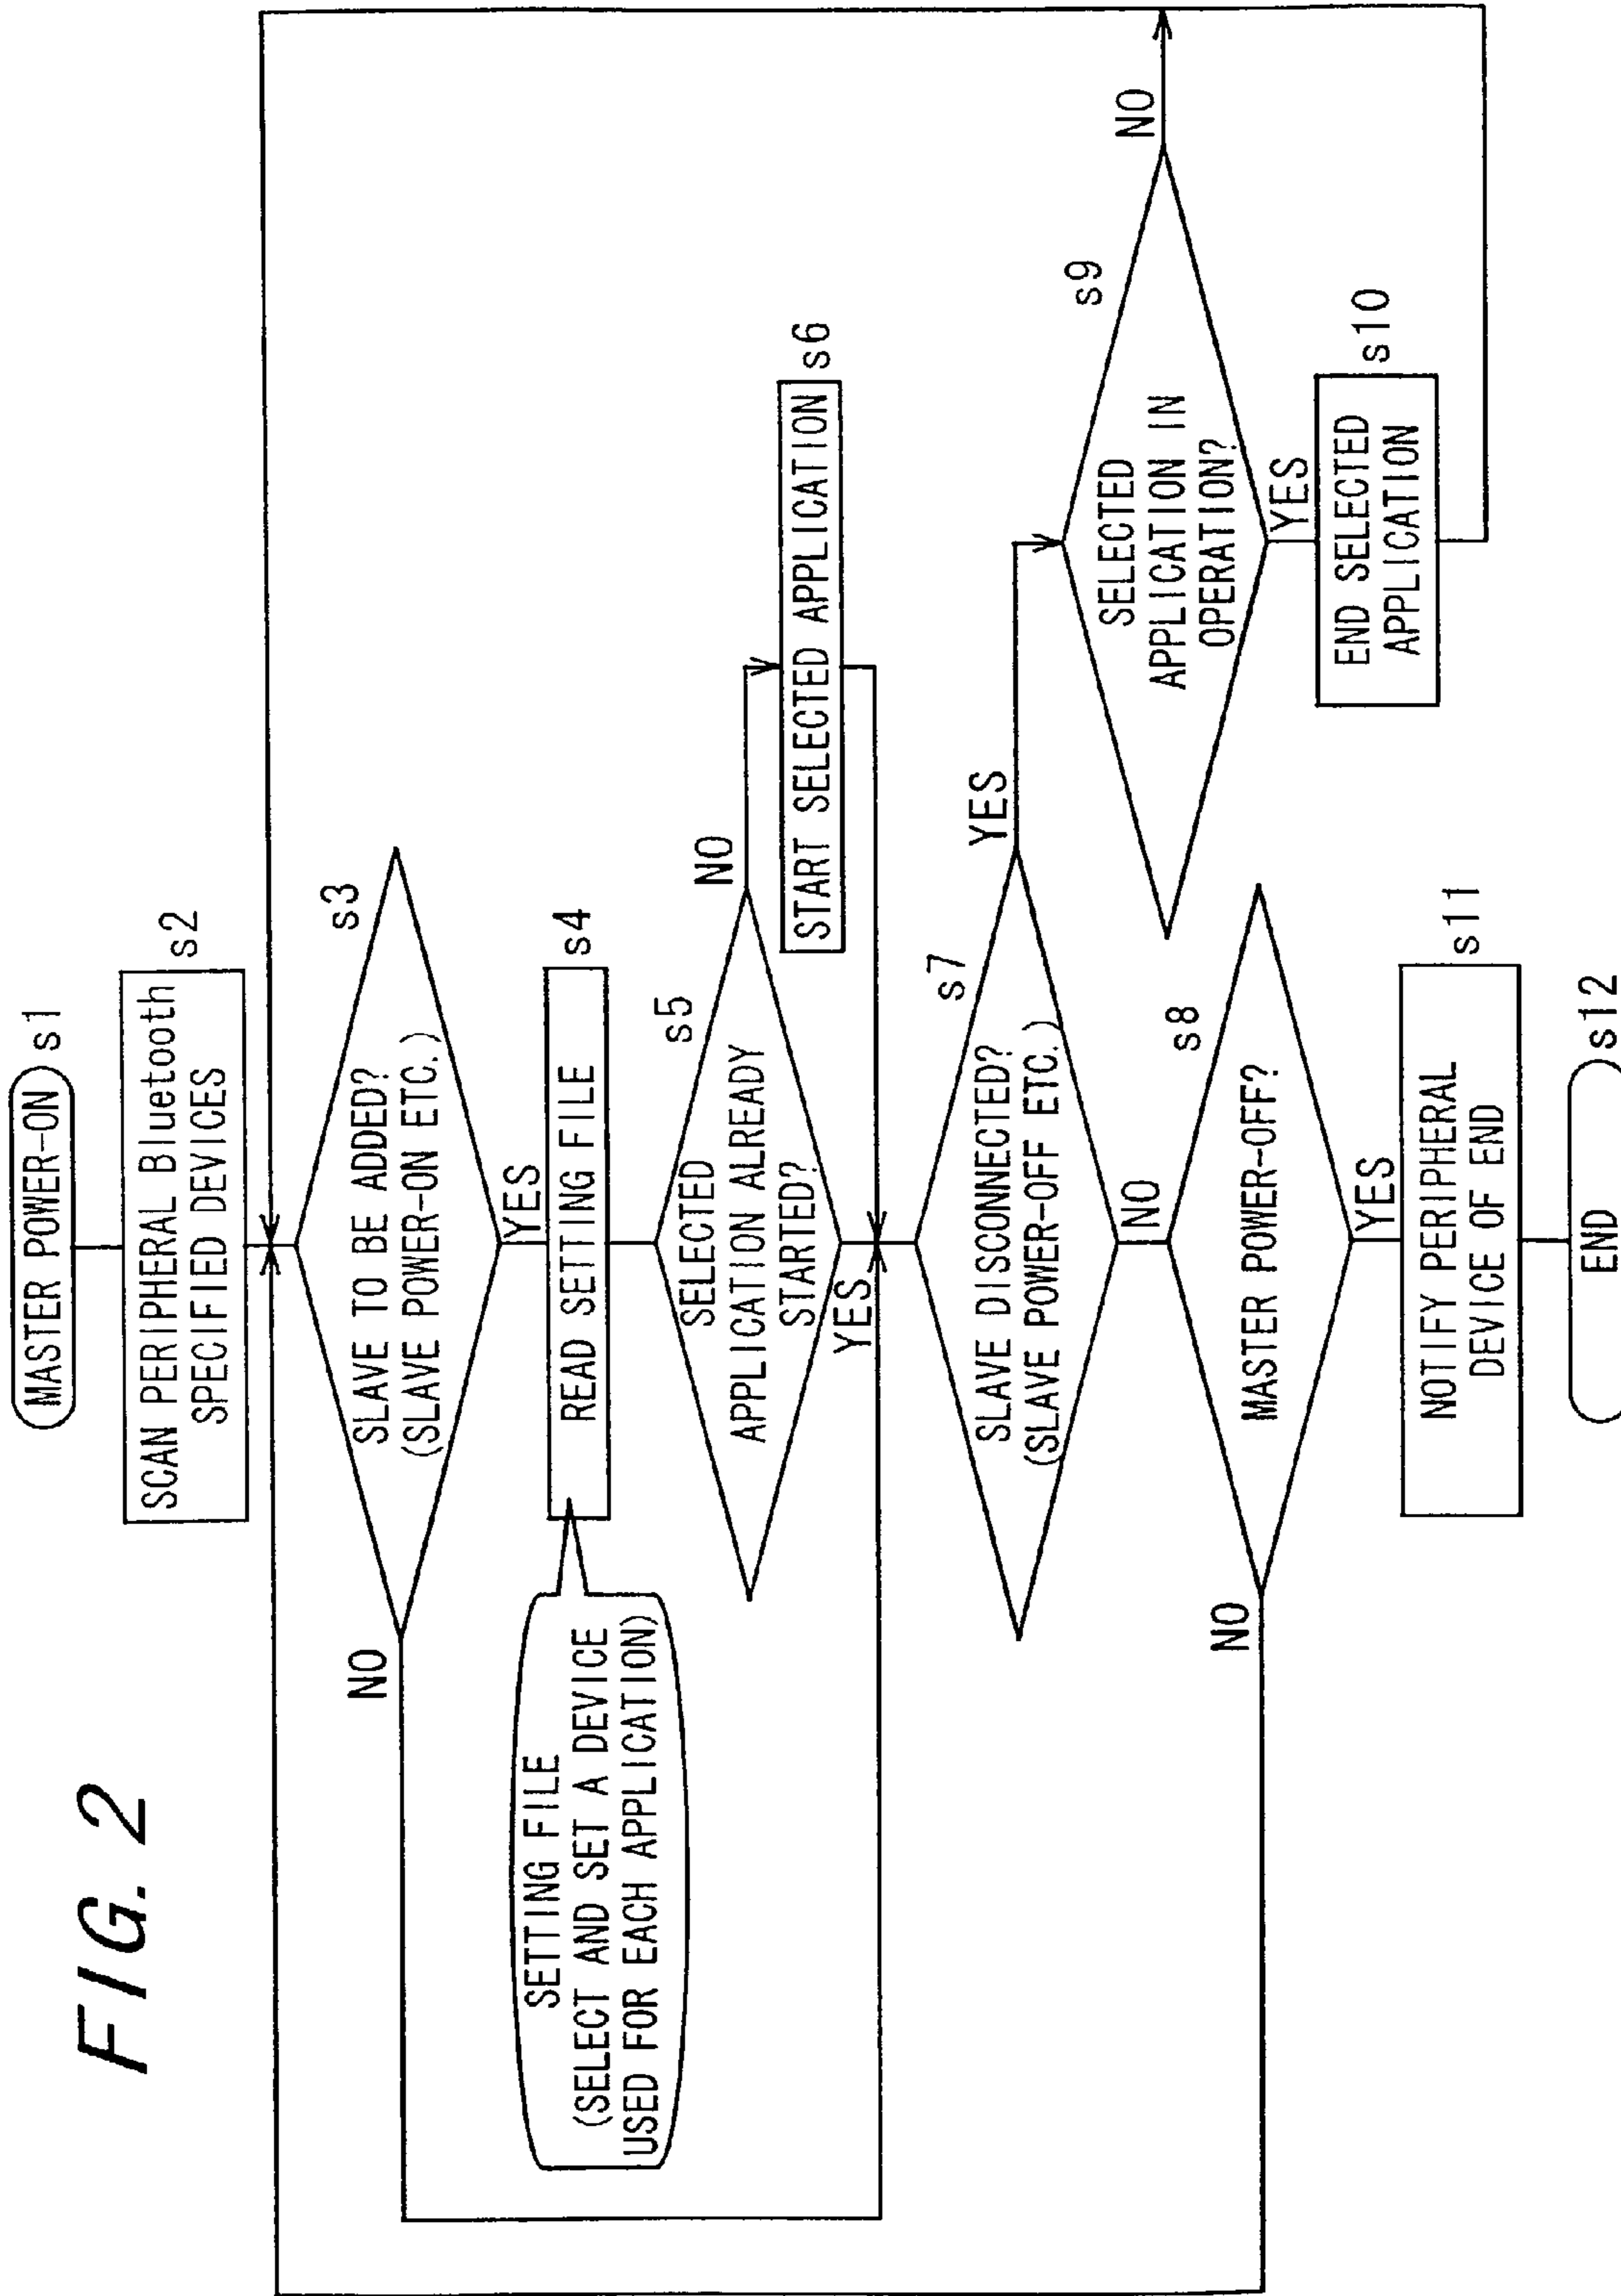 FIG. 2
MASTER POWER-ON
s1
SCAN PERIPHERAL Bluetooth
SPECIFIED DEVICES
s2
SLAVE TO BE ADDED?
(SLAVE POWER-ON ETC.)
s3
NO
YES
SETTING FILE
(SELECT AND SET A DEVICE
USED FOR EACH APPLICATION)
READ SETTING FILE
s4
SELECTED
APPLICATION ALREADY
STARTED?
s5
NO
YES
START SELECTED APPLICATION
s6
SLAVE DISCONNECTED?
(SLAVE POWER-OFF ETC.)
s7
YES
NO
MASTER POWER-OFF?
s8
NO
YES
SELECTED
APPLICATION IN
OPERATION?
s9
NO
YES
END SELECTED
APPLICATION
s10
NOTIFY PERIPHERAL
DEVICE OF END
s11
END
s12